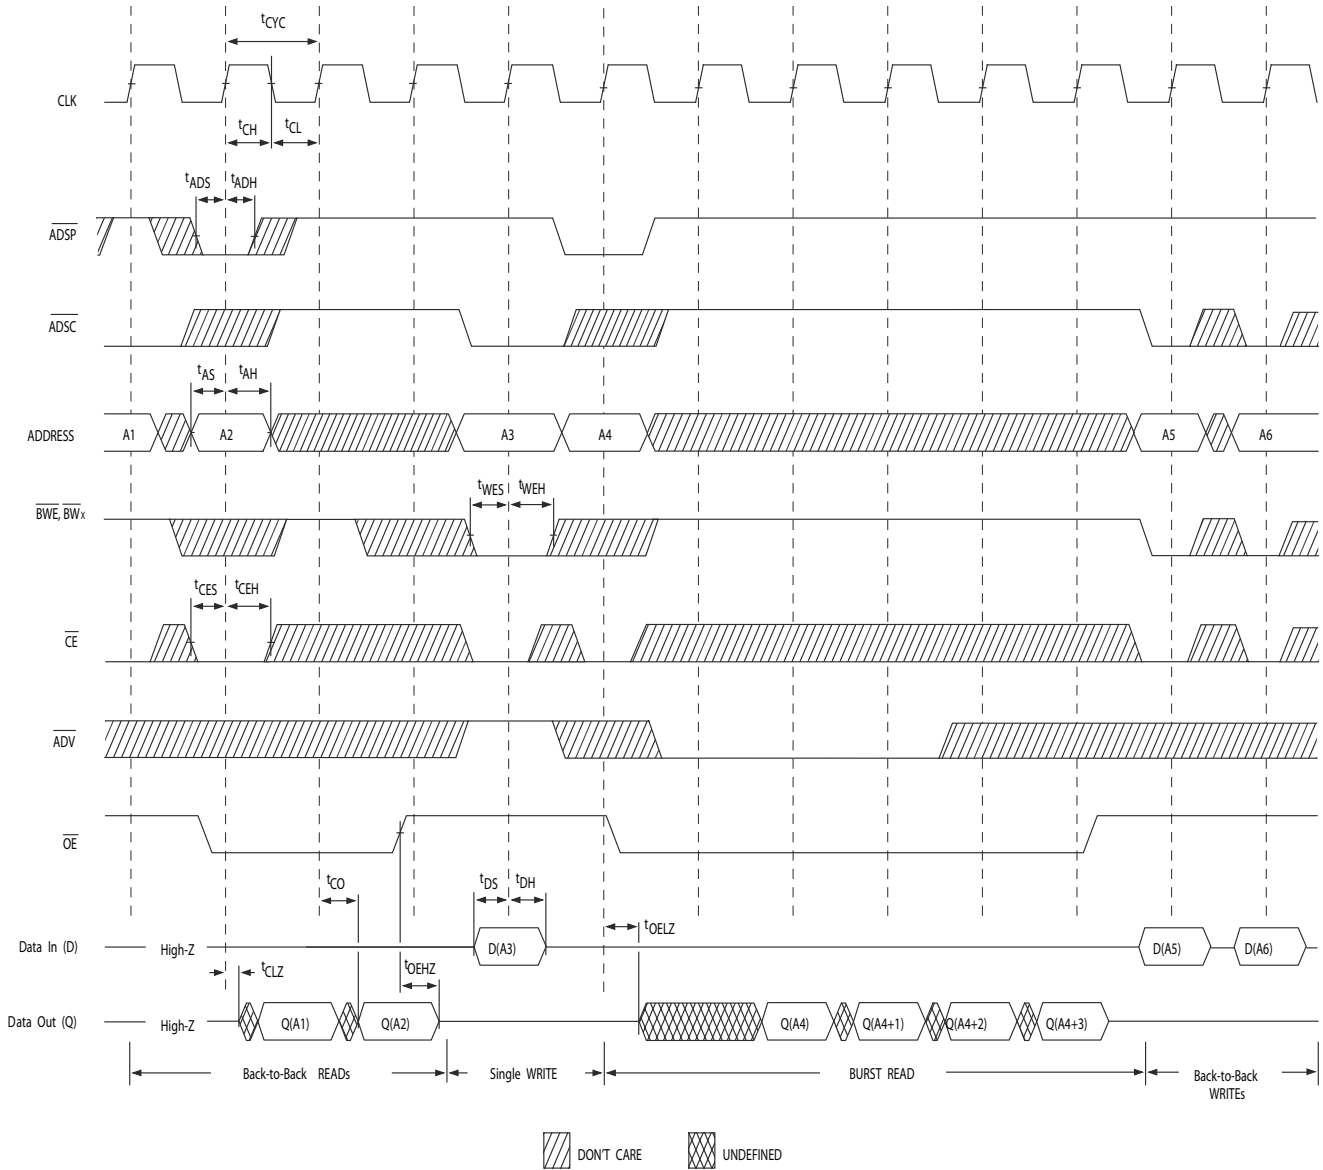 tCYC
CLK
tCH
tCL
tADS
tADH
ADSP
ADSC
tAS
tAH
ADDRESS
A1
A2
A3
A4
A5
A6
tWES
tWEH
BWE, BWx
tCES
tCEH
CE
ADV
OE
tCO
tDS
tDH
tOELZ
Data In (D)
High-Z
D(A3)
D(A5)
D(A6)
tCLZ
tOEHZ
Data Out (Q)
High-Z
Q(A1)
Q(A2)
Q(A4)
Q(A4+1)
Q(A4+2)
Q(A4+3)
Back-to-Back READs
Single WRITE
BURST READ
Back-to-Back
WRITEs
DON'T CARE
UNDEFINED